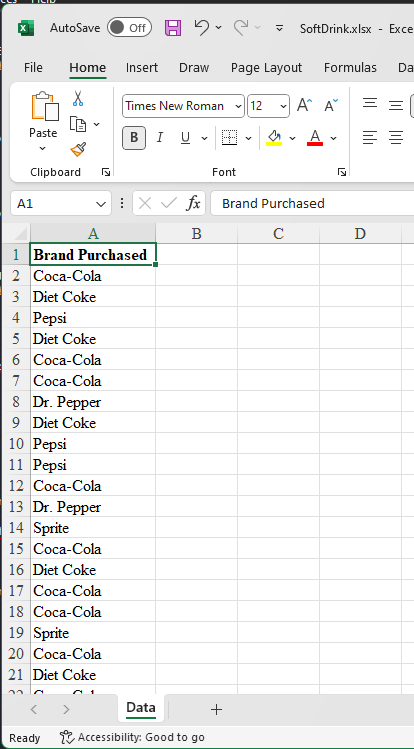 AutoSave Off SoftDrink.xlsx - Exce
File Home Insert Draw Page Layout Formulas Da
Paste
Times New Roman 12 A A
B I U A
Clipboard Font
A1 fx Brand Purchased
A B C D
1 Brand Purchased
2 Coca-Cola
3 Diet Coke
4 Pepsi
5 Diet Coke
6 Coca-Cola
7 Coca-Cola
8 Dr. Pepper
9 Diet Coke
10 Pepsi
11 Pepsi
12 Coca-Cola
13 Dr. Pepper
14 Sprite
15 Coca-Cola
16 Diet Coke
17 Coca-Cola
18 Coca-Cola
19 Sprite
20 Coca-Cola
21 Diet Coke
Data
Ready Accessibility: Good to go